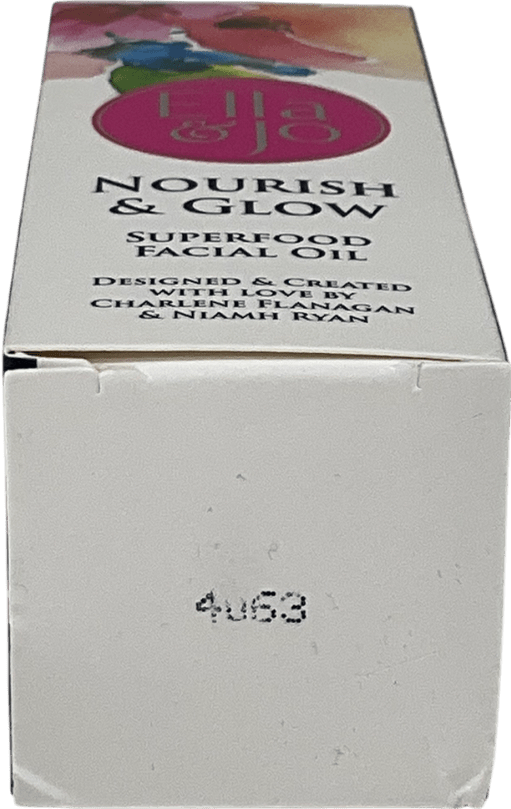 Ella
& Jo
NOURISH
& GLOW
SUPERFOOD
FACIAL OIL
DESIGNED & CREATED
WITH LOVE BY
CHARLENE FLANAGAN
& NIAMH RYAN
4063